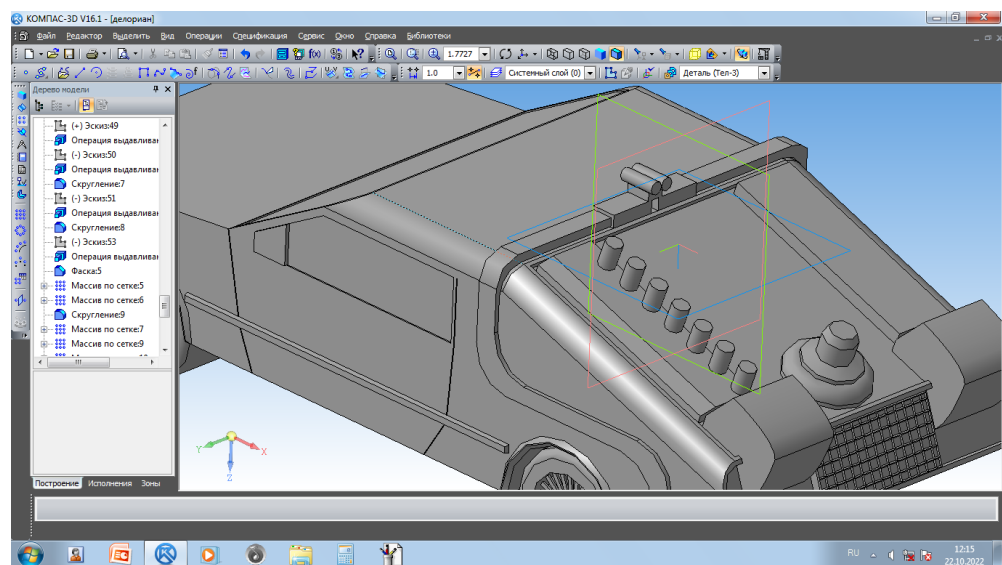 КОМПАС-3D V16.1 - [делориан]
Файл Редактор Выделить Вид Операции Спецификация Сервис Окно Справка Библиотеки
1.7727
1.0 Системный слой (0) Деталь (Тел-3)
Дерево модели
(+) Эскиз:49
Операция выдавливан
(-) Эскиз:50
Операция выдавливан
Скругление:7
(-) Эскиз:51
Операция выдавливан
Скругление:8
(-) Эскиз:53
Операция выдавливан
Фаска:5
Массив по сетке:5
Массив по сетке:6
Скругление:9
Массив по сетке:7
Массив по сетке:9
Y X
Z
Построение Исполнения Зоны
RU 12:15
22.10.2022